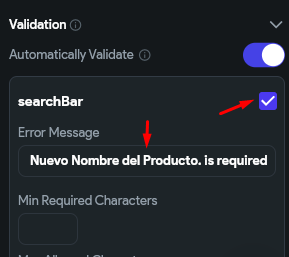 Validation
Automatically Validate
searchBar
Error Message
Nuevo Nombre del Producto. is required
Min Required Characters